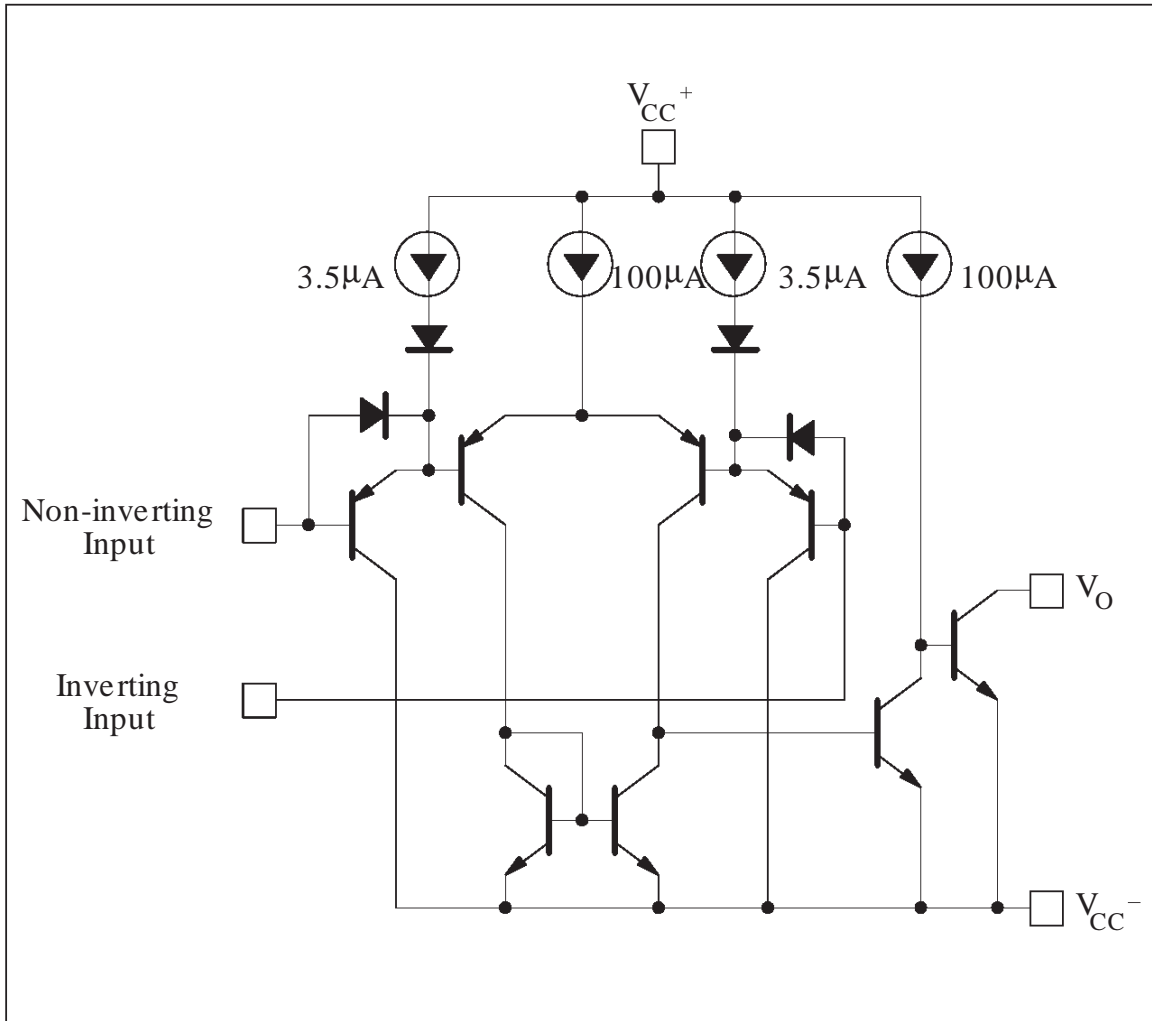 VCC+
3.5μA
100μA
3.5μA
100μA
Non-inverting
Input
VO
Inverting
Input
VCC−